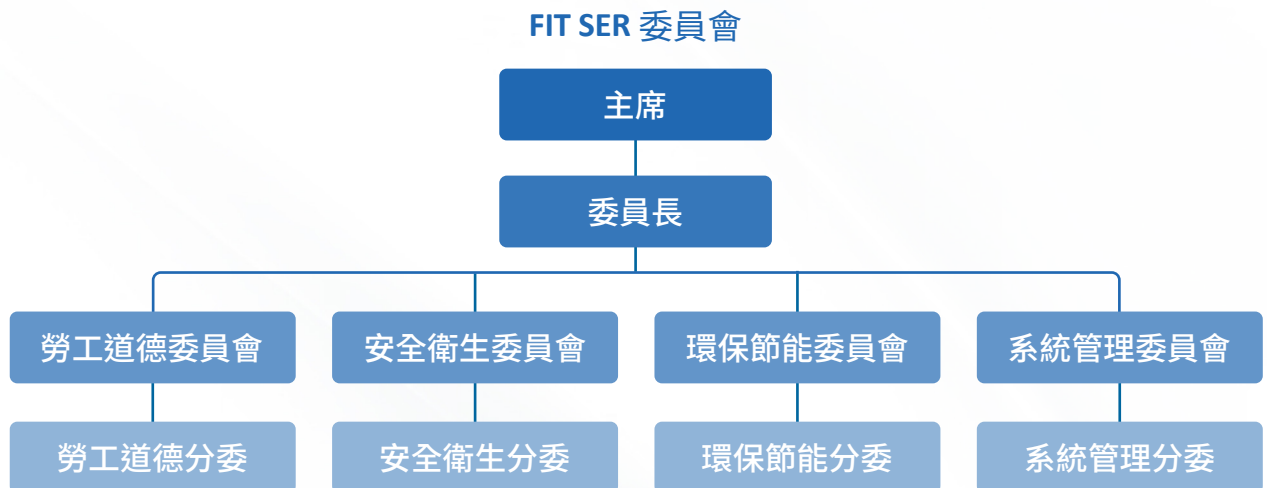 FIT SER 委員會
主席
委員長
勞工道德委員會
安全衛生委員會
環保節能委員會
系統管理委員會
勞工道德分委
安全衛生分委
環保節能分委
系統管理分委